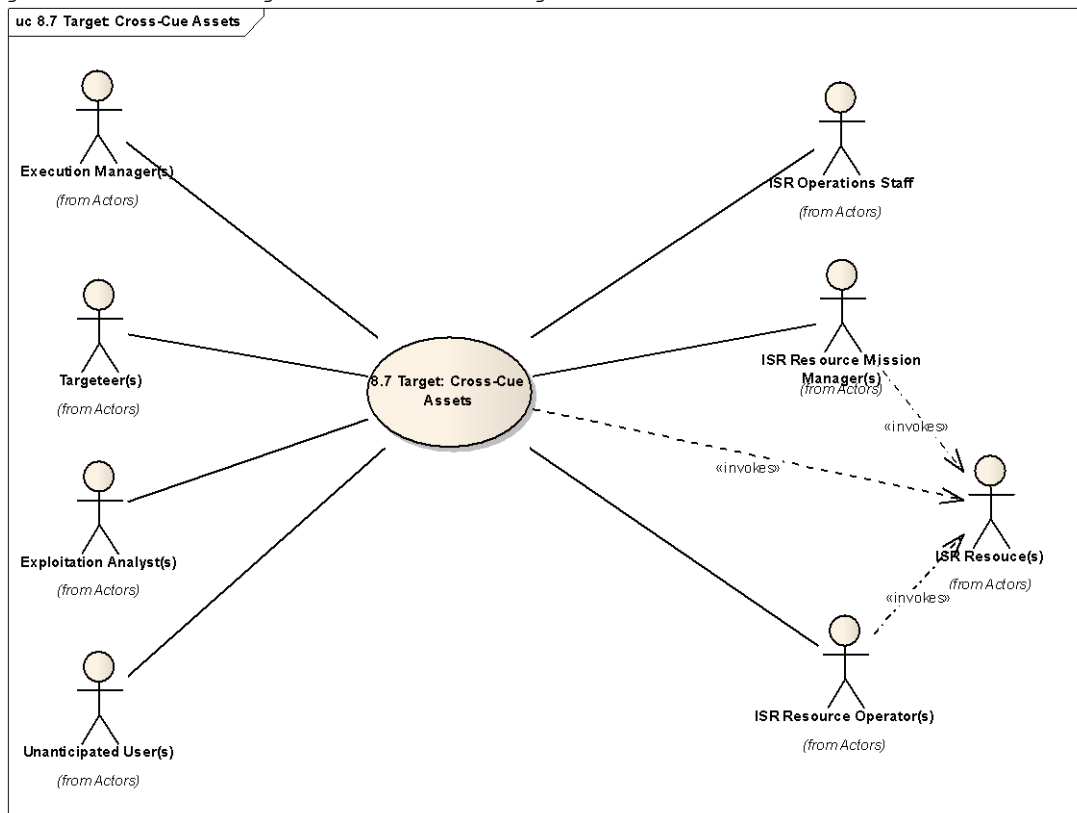 uc 8.7 Target: Cross-Cue Assets
Execution Manager(s)
(from Actors)
ISR Operations Staff
(from Actors)
Targeteer(s)
(from Actors)
8.7 Target: Cross-Cue
Assets
ISR Resource Mission
Manager(s)
(from Actors)
«invokes»
«invokes»
Exploitation Analyst(s)
(from Actors)
ISR Resouce(s)
(from Actors)
«invokes»
Unanticipated User(s)
(from Actors)
ISR Resource Operator(s)
(from Actors)